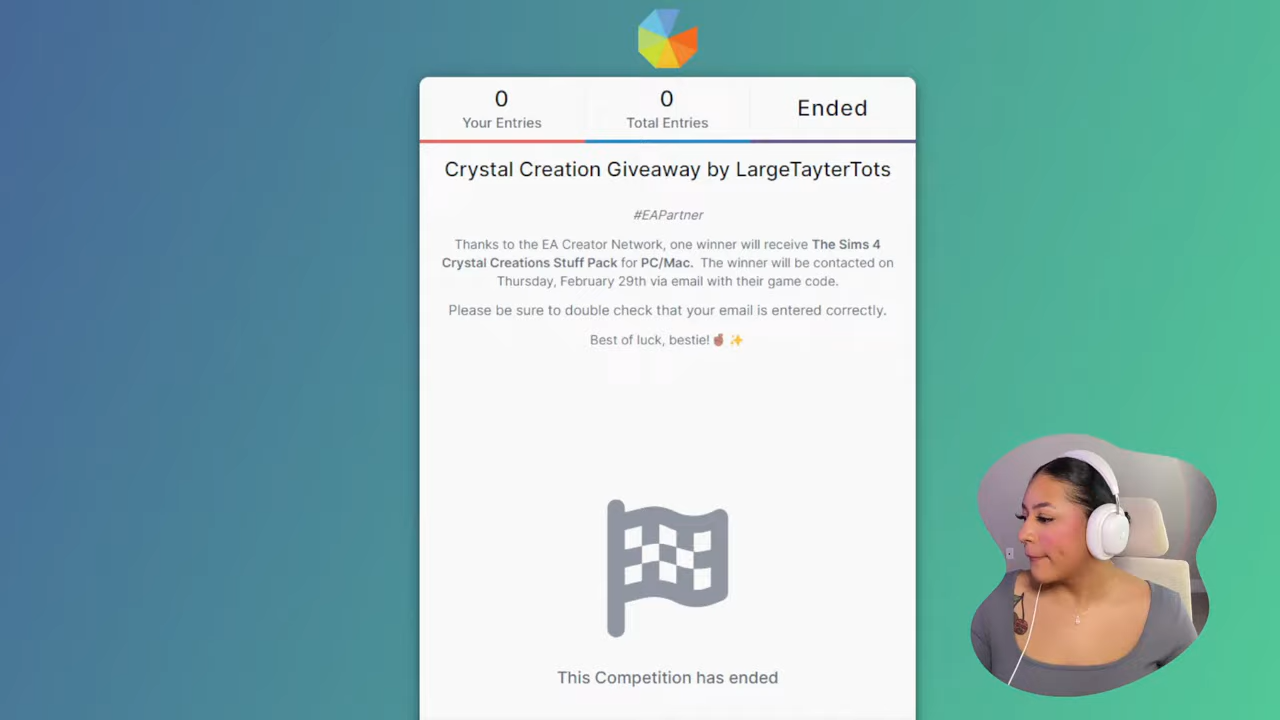 0
Your Entries
0
Total Entries
Ended
Crystal Creation Giveaway by LargeTayterTots
#EAPartner
Thanks to the EA Creator Network, one winner will receive The Sims 4
Crystal Creations Stuff Pack for PC/Mac. The winner will be contacted on
Thursday, February 29th via email with their game code.
Please be sure to double check that your email is entered correctly.
Best of luck, bestie!🤞🏾✨
This Competition has ended